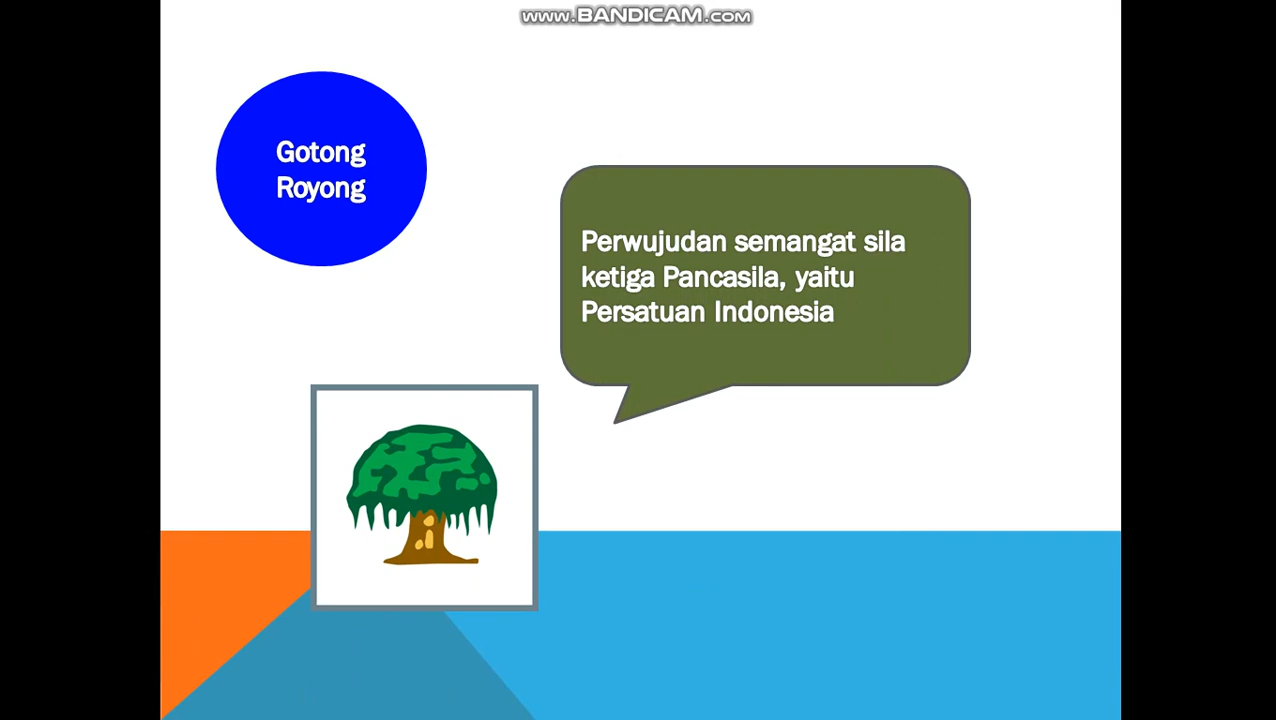 www.BANDICAM.com
Gotong
Royong
Perwujudan semangat sila
ketiga Pancasila, yaitu
Persatuan Indonesia